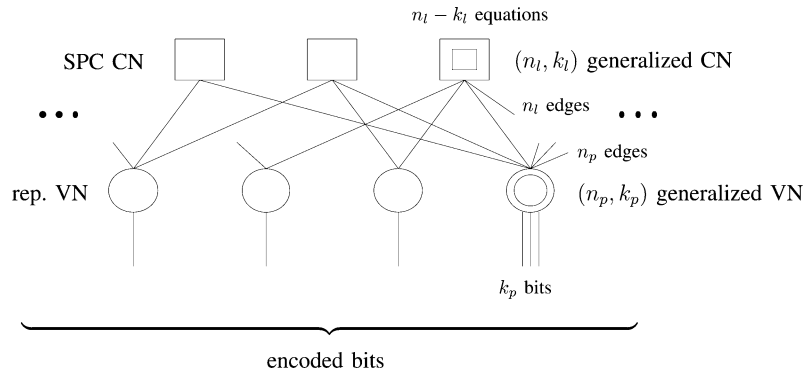 n_l − k_l equations
SPC CN
(n_l, k_l) generalized CN
• • •
n_l edges
• • •
n_p edges
rep. VN
(n_p, k_p) generalized VN
k_p bits
encoded bits